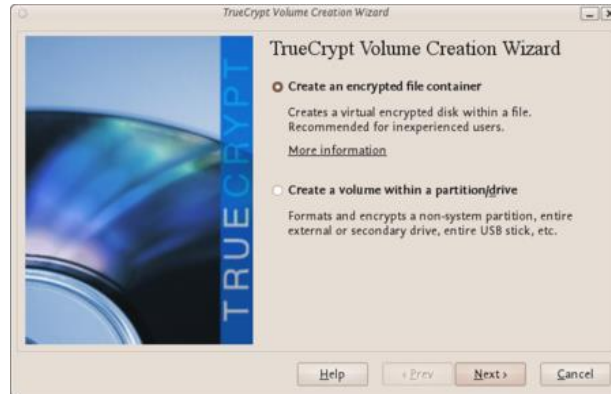 TrueCrypt Volume Creation Wizard
TRUECRYPT
TrueCrypt Volume Creation Wizard
Create an encrypted file container
Creates a virtual encrypted disk within a file.
Recommended for inexperienced users.
More information
Create a volume within a partition/drive
Formats and encrypts a non-system partition, entire
external or secondary drive, entire USB stick, etc.
Help
< Prev
Next >
Cancel